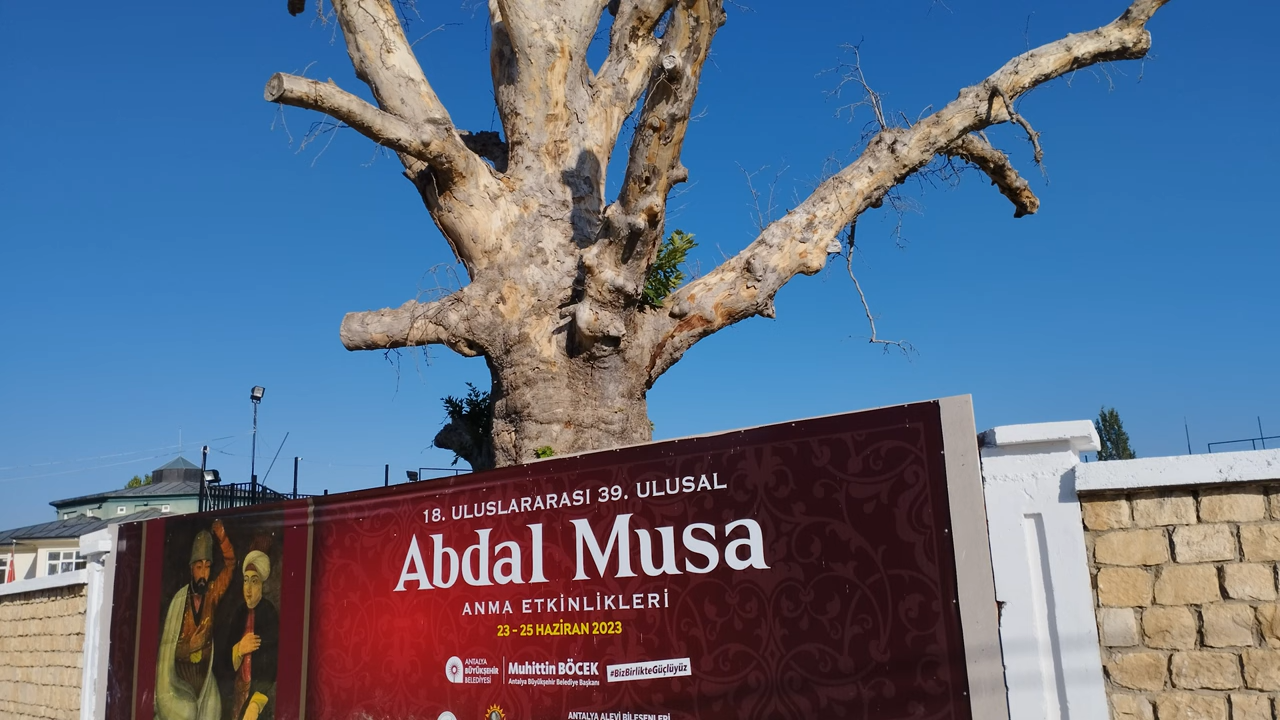 18. ULUSLARARASI 39. ULUSAL
Abdal Musa
ANMA ETKİNLİKLERİ
23 - 25 HAZİRAN 2023
ANTALYA
BÜYÜKŞEHİR
BELEDİYESİ
Muhittin BÖCEK
Antalya Büyükşehir Belediye Başkanı
#BizBirlikteGüçlüyüz
ANTALYA ALEVİ BİLEŞENLERİ